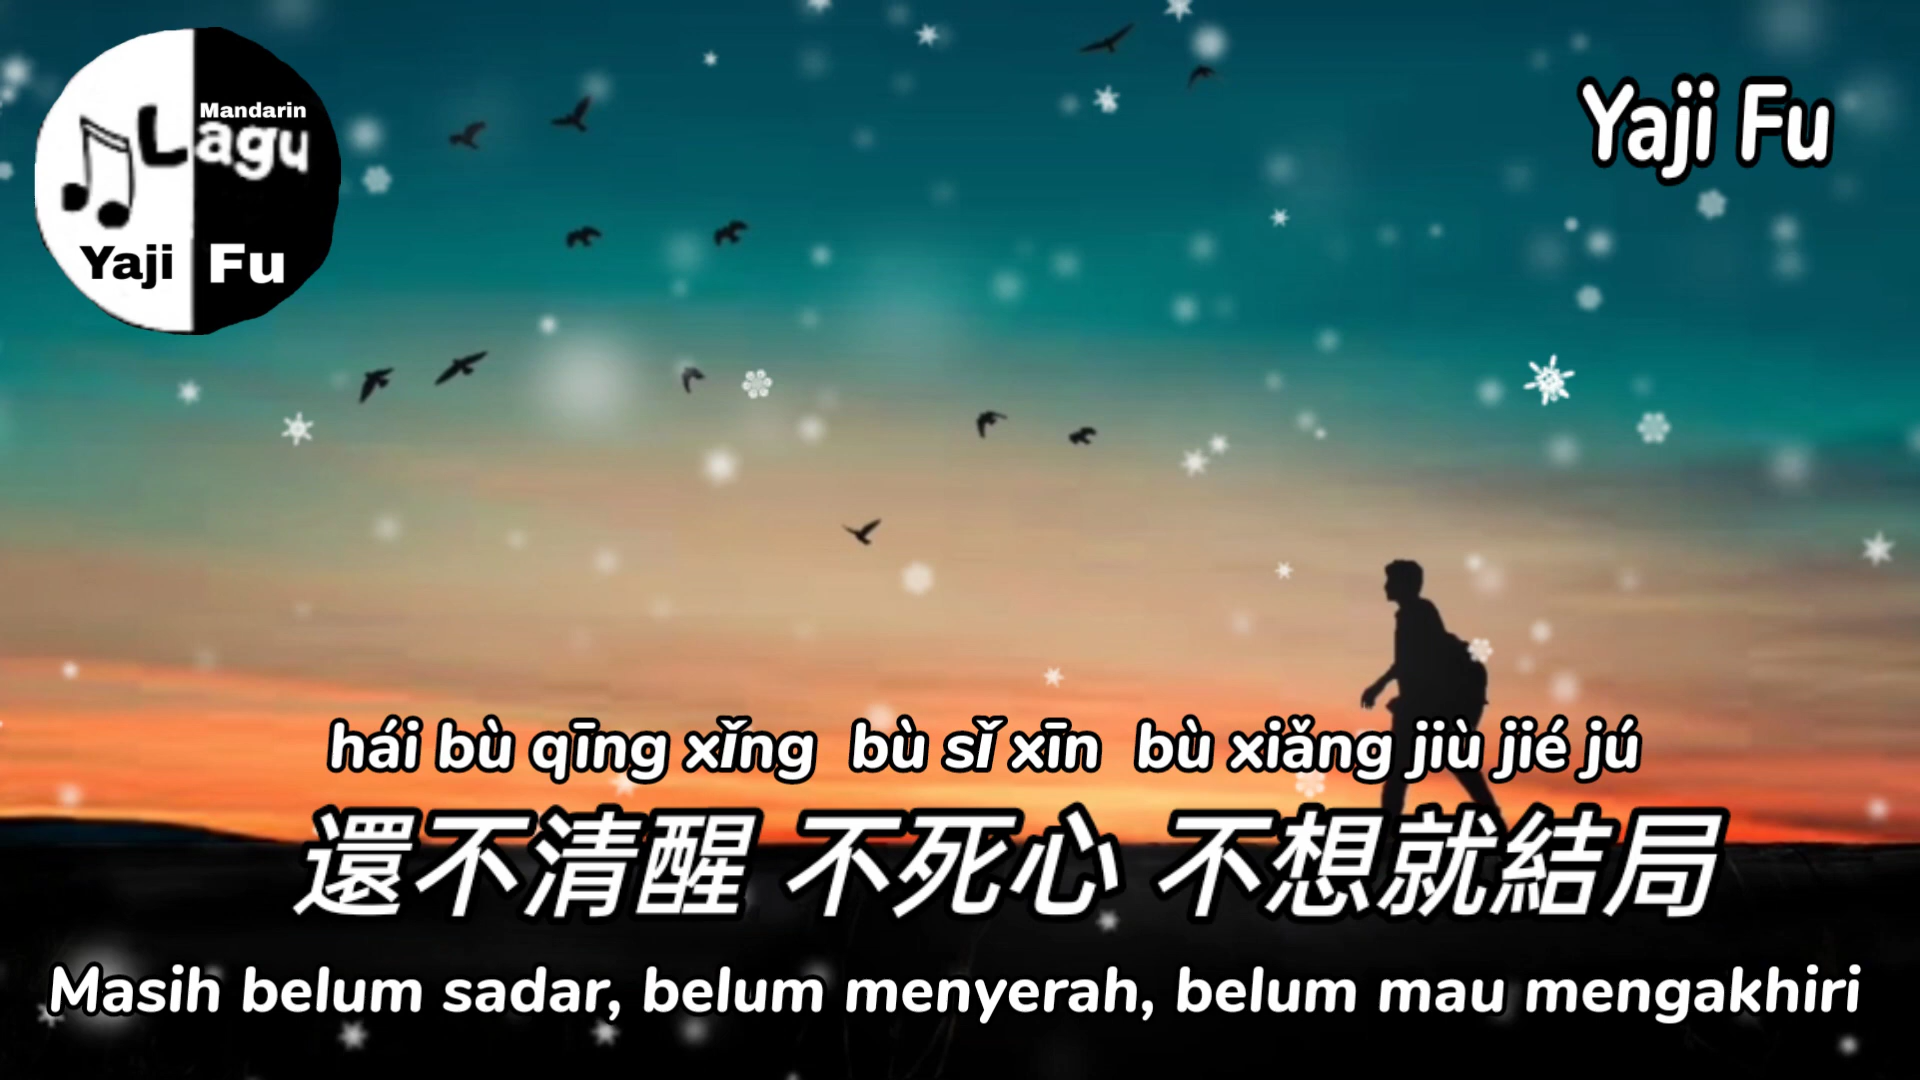 Mandarin
Lagu
Yaji Fu
Yaji Fu
hái bù qīng xǐng bù sǐ xīn bù xiǎng jiù jié jú
還不清醒 不死心 不想就結局
Masih belum sadar, belum menyerah, belum mau mengakhiri